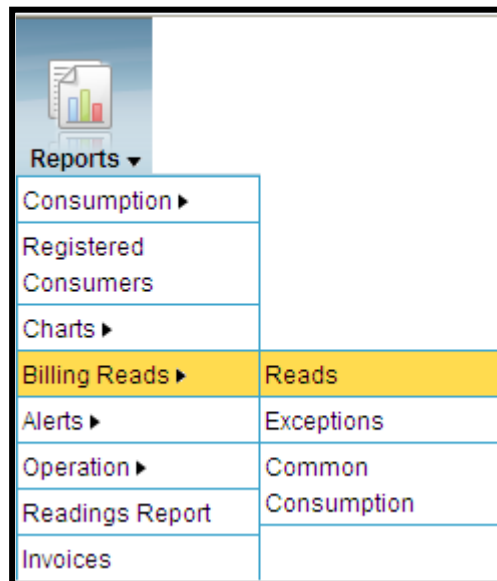 Reports
Consumption
Registered
Consumers
Charts
Billing Reads
Reads
Alerts
Exceptions
Operation
Common
Consumption
Readings Report
Invoices